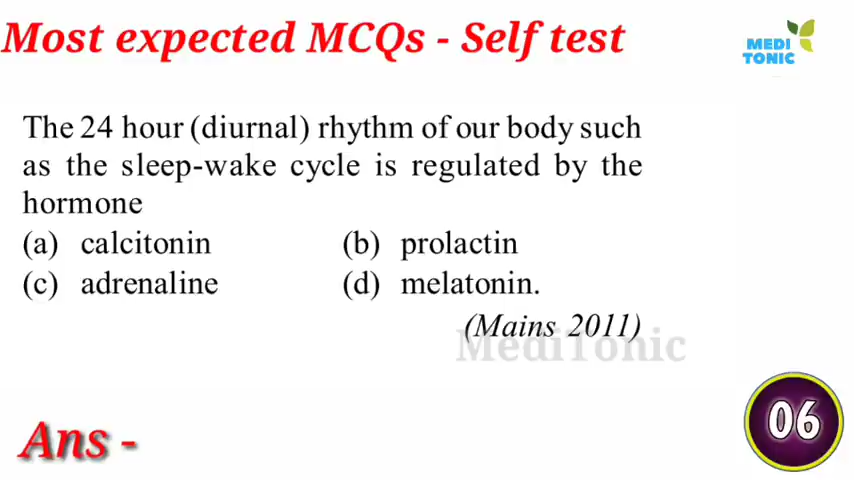 Most expected MCQs - Self test
MEDI
TONIC
The 24 hour (diurnal) rhythm of our body such
as the sleep-wake cycle is regulated by the
hormone
(a) calcitonin (b) prolactin
(c) adrenaline (d) melatonin.
(Mains 2011)
MediTonic
06
Ans -